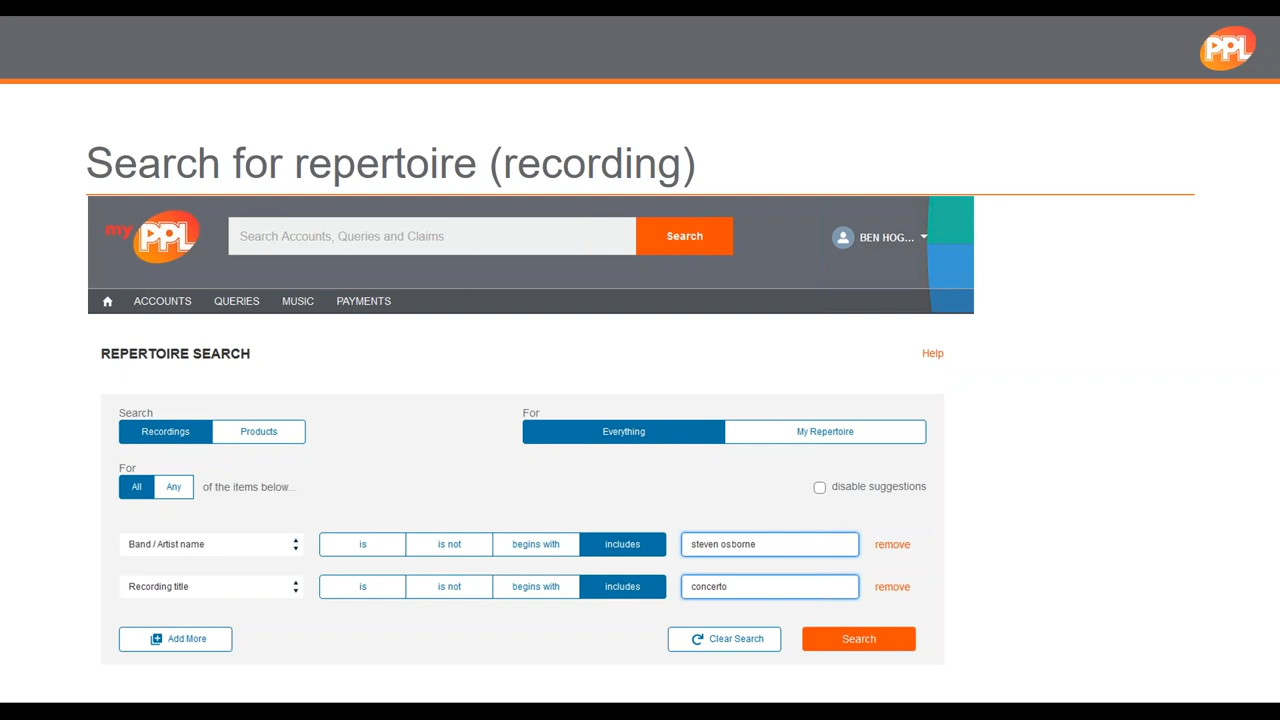 PPL
Search for repertoire (recording)
my PPL
Search Accounts, Queries and Claims
Search
BEN HOG...
ACCOUNTS QUERIES MUSIC PAYMENTS
REPERTOIRE SEARCH
Help
Search
For
Recordings Products
Everything My Repertoire
For
All Any of the items below...
disable suggestions
Band / Artist name is is not begins with includes steven osborne remove
Recording title is is not begins with includes concerto remove
Add More Clear Search Search